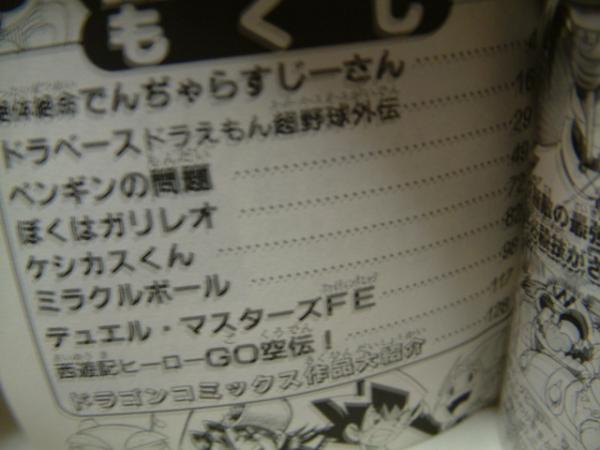 もくじ
絶体絶命でんぢゃらすじーさん
ドラベースドラえもん超野球外伝 16
ペンギンの問題 29
ぼくはガリレオ 49
ケシカスくん
ミラクルボール
デュエル・マスターズFE
西遊記ヒーローGO空伝! 117
ドラゴンコミックス作品大紹介